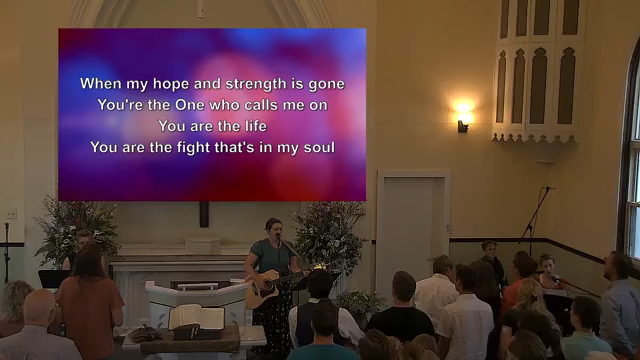 When my hope and strength is gone
You're the One who calls me on
You are the life
You are the fight that's in my soul